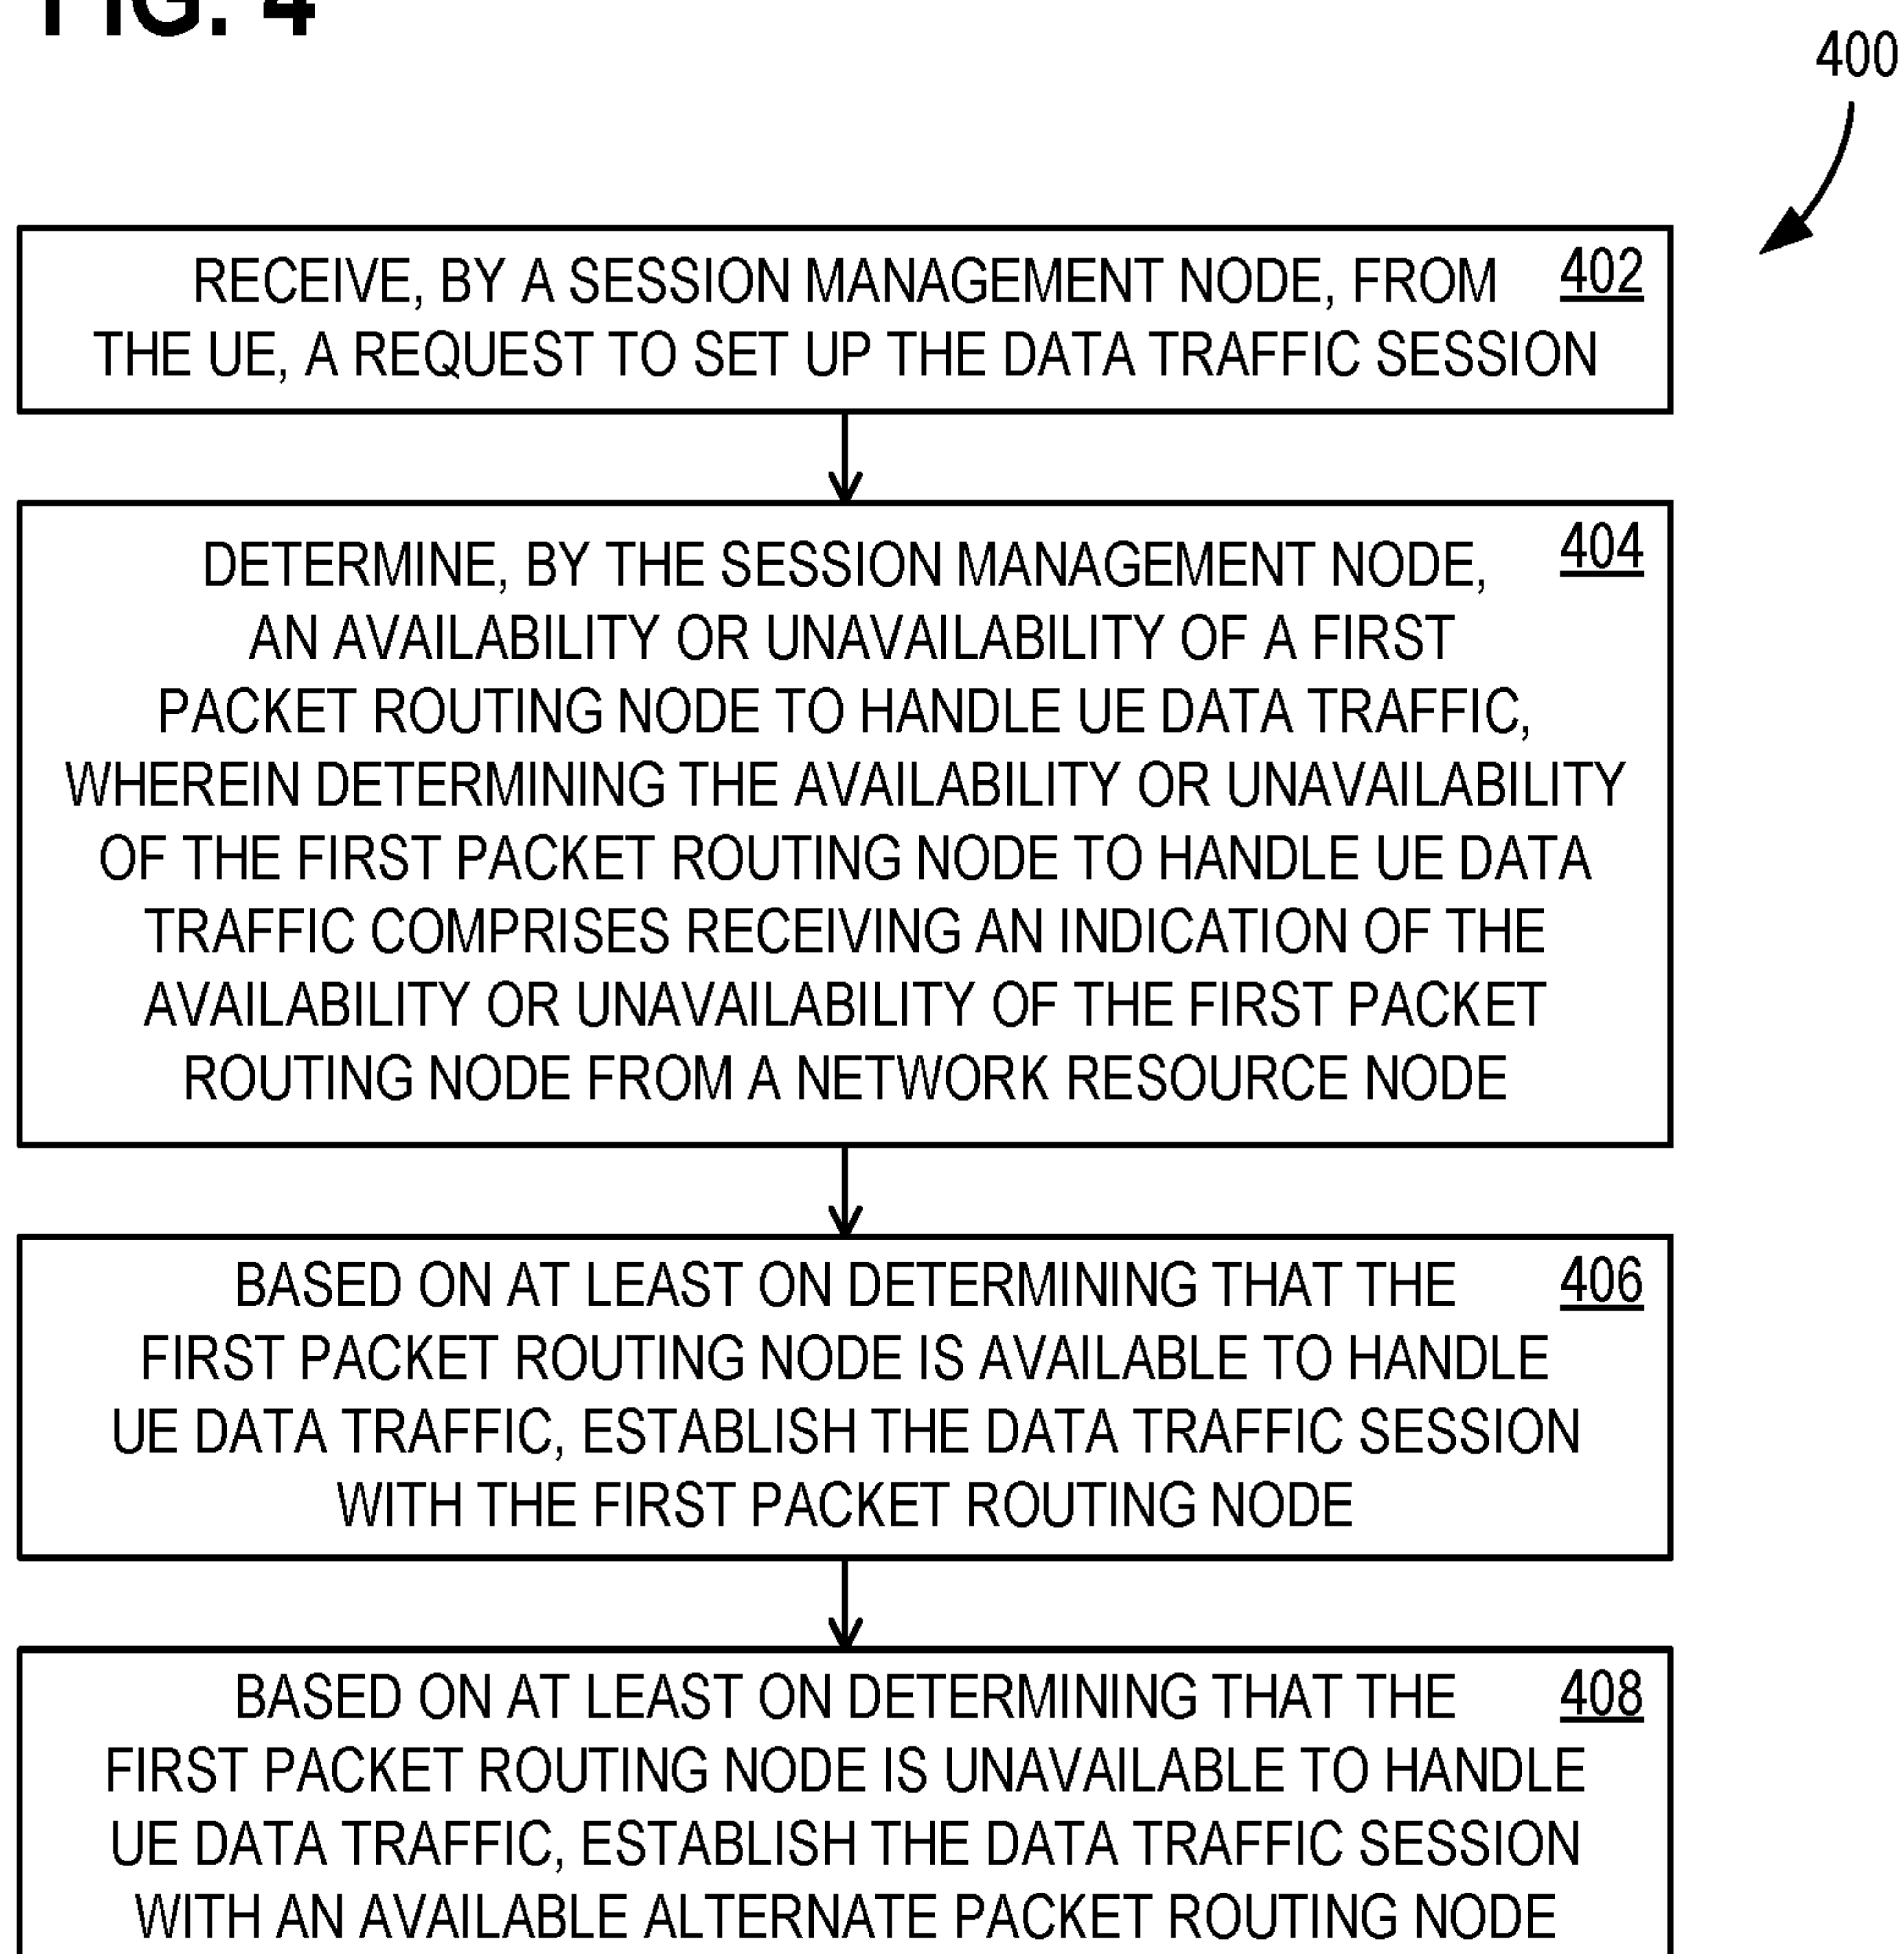 FIG. 4
400
RECEIVE, BY A SESSION MANAGEMENT NODE, FROM 402
THE UE, A REQUEST TO SET UP THE DATA TRAFFIC SESSION
DETERMINE, BY THE SESSION MANAGEMENT NODE, 404
AN AVAILABILITY OR UNAVAILABILITY OF A FIRST
PACKET ROUTING NODE TO HANDLE UE DATA TRAFFIC,
WHEREIN DETERMINING THE AVAILABILITY OR UNAVAILABILITY
OF THE FIRST PACKET ROUTING NODE TO HANDLE UE DATA
TRAFFIC COMPRISES RECEIVING AN INDICATION OF THE
AVAILABILITY OR UNAVAILABILITY OF THE FIRST PACKET
ROUTING NODE FROM A NETWORK RESOURCE NODE
BASED ON AT LEAST ON DETERMINING THAT THE 406
FIRST PACKET ROUTING NODE IS AVAILABLE TO HANDLE
UE DATA TRAFFIC, ESTABLISH THE DATA TRAFFIC SESSION
WITH THE FIRST PACKET ROUTING NODE
BASED ON AT LEAST ON DETERMINING THAT THE 408
FIRST PACKET ROUTING NODE IS UNAVAILABLE TO HANDLE
UE DATA TRAFFIC, ESTABLISH THE DATA TRAFFIC SESSION
WITH AN AVAILABLE ALTERNATE PACKET ROUTING NODE